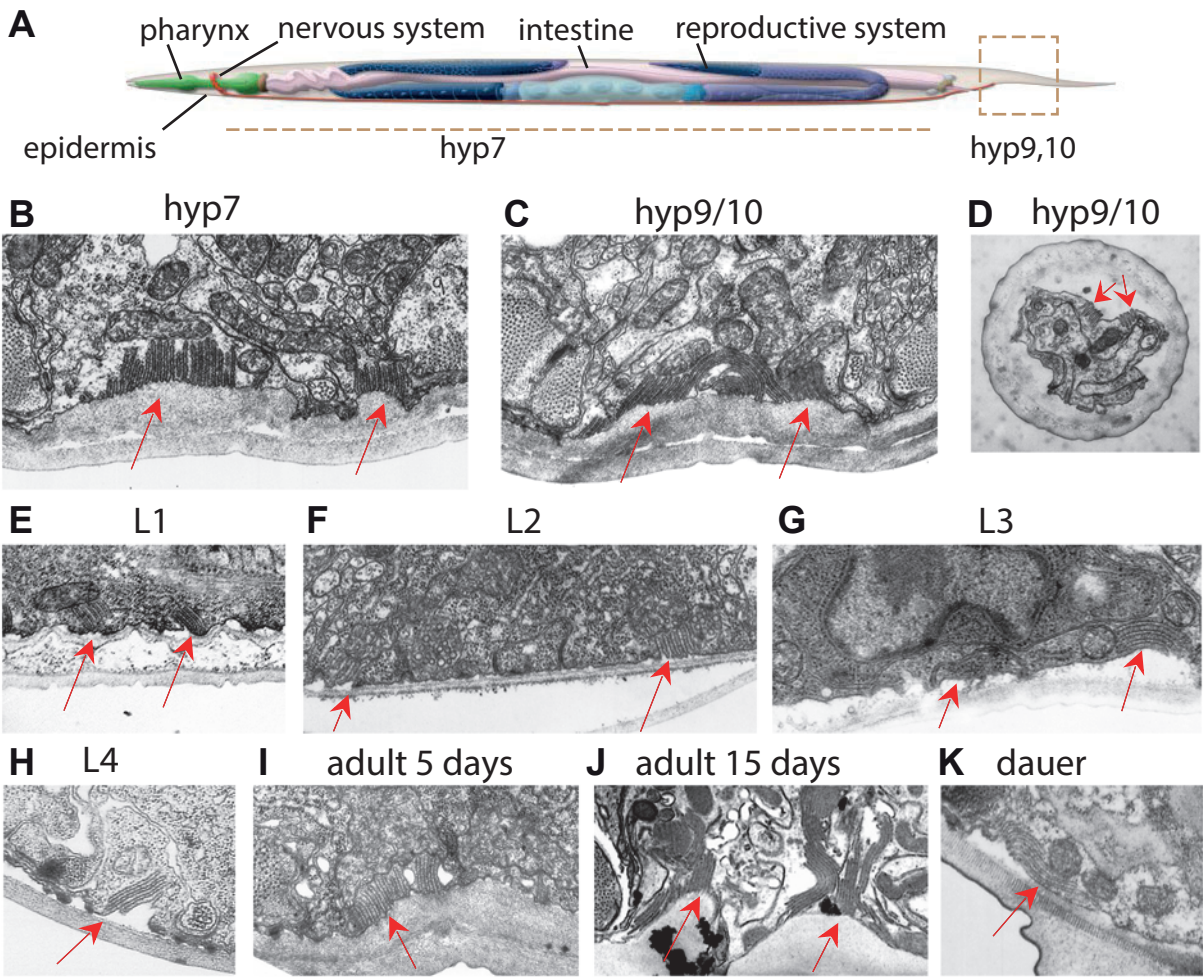 A
pharynx
nervous system
intestine
reproductive system
epidermis
hyp7
hyp9,10
B
hyp7
C
hyp9/10
D
hyp9/10
E
L1
F
L2
G
L3
H
L4
I
adult 5 days
J
adult 15 days
K
dauer